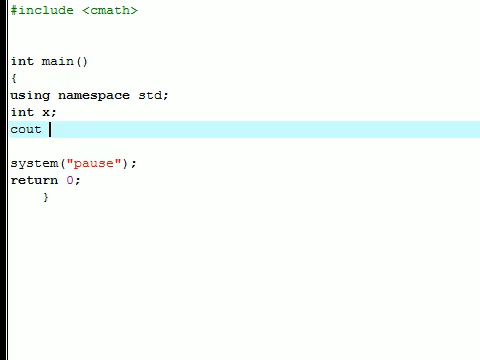 #include <cmath>
int main()
{
using namespace std;
int x;
cout
system("pause");
return 0;
}